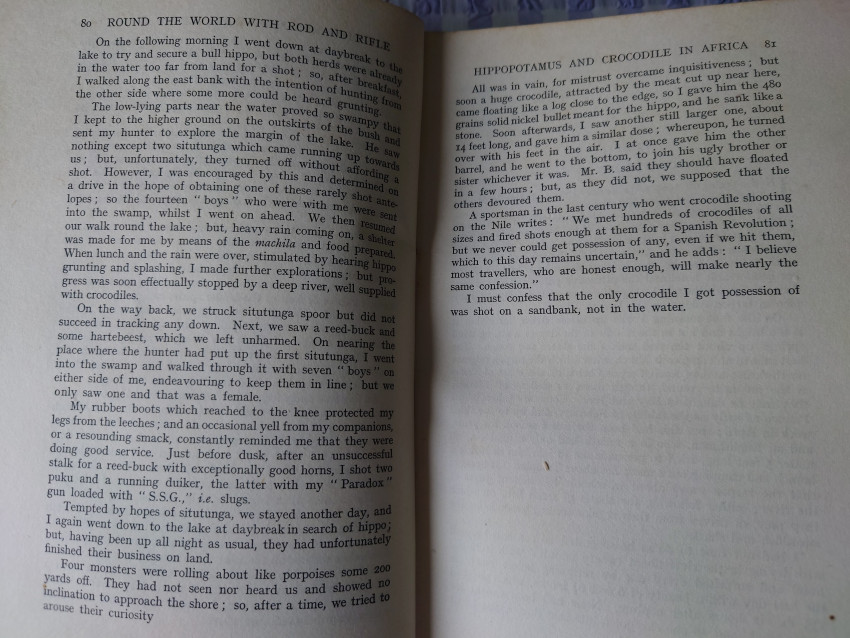 80 ROUND THE WORLD WITH ROD AND RIFLE
On the following morning I went down at daybreak to the
lake to try and secure a bull hippo, but both herds were already
in the water too far from land for a shot; so, after breakfast,
I walked along the east bank with the intention of hunting from
the other side where some more could be heard grunting.
The low-lying parts near the water proved so swampy that
I kept to the higher ground on the outskirts of the bush and
sent my hunter to explore the margin of the lake. He saw
nothing except two situtunga which came running up towards
us; but, unfortunately, they turned off without affording a
shot. However, I was encouraged by this and determined on
a drive in the hope of obtaining one of these rarely shot ante-
lopes; so the fourteen "boys" who were with me were sent
into the swamp, whilst I went on ahead. We then resumed
our walk round the lake; but, heavy rain coming on, a shelter
was made for me by means of the machila and food prepared.
When lunch and the rain were over, stimulated by hearing hippo
grunting and splashing, I made further explorations; but pro-
gress was soon effectually stopped by a deep river, well supplied
with crocodiles.
On the way back, we struck situtunga spoor but did not
succeed in tracking any down. Next, we saw a reed-buck and
some hartebeest, which we left unharmed. On nearing the
place where the hunter had put up the first situtunga, I went
into the swamp and walked through it with seven "boys" on
either side of me, endeavouring to keep them in line; but we
only saw one and that was a female.
My rubber boots which reached to the knee protected my
legs from the leeches; and an occasional yell from my companions,
or a resounding smack, constantly reminded me that they were
doing good service. Just before dusk, after an unsuccessful
stalk for a reed-buck with exceptionally good horns, I shot two
puku and a running duiker, the latter with my "Paradox"
gun loaded with "S.S.G.," i.e. slugs.
Tempted by hopes of situtunga, we stayed another day, and
I again went down to the lake at daybreak in search of hippo;
but, having been up all night as usual, they had unfortunately
finished their business on land.
Four monsters were rolling about like porpoises some 200
yards off. They had not seen nor heard us and showed no
inclination to approach the shore; so, after a time, we tried to
arouse their curiosity
HIPPOPOTAMUS AND CROCODILE IN AFRICA 81
All was in vain, for mistrust overcame inquisitiveness; but
soon a huge crocodile, attracted by the meat cut up near here,
came floating like a log close to the edge, so I gave him the 480
grains solid nickel bullet meant for the hippo, and he sank like a
stone. Soon afterwards, I saw another still larger one, about
14 feet long, and gave him a similar dose; whereupon, he turned
over with his feet in the air. I at once gave him the other
barrel, and he went to the bottom, to join his ugly brother or
sister whichever it was. Mr. B. said they should have floated
in a few hours; but, as they did not, we supposed that the
others devoured them.
A sportsman in the last century who went crocodile shooting
on the Nile writes: "We met hundreds of crocodiles of all
sizes and fired shots enough at them for a Spanish Revolution;
but we never could get possession of any, even if we hit them,
which to this day remains uncertain," and he adds: "I believe
most travellers, who are honest enough, will make nearly the
same confession."
I must confess that the only crocodile I got possession of
was shot on a sandbank, not in the water.